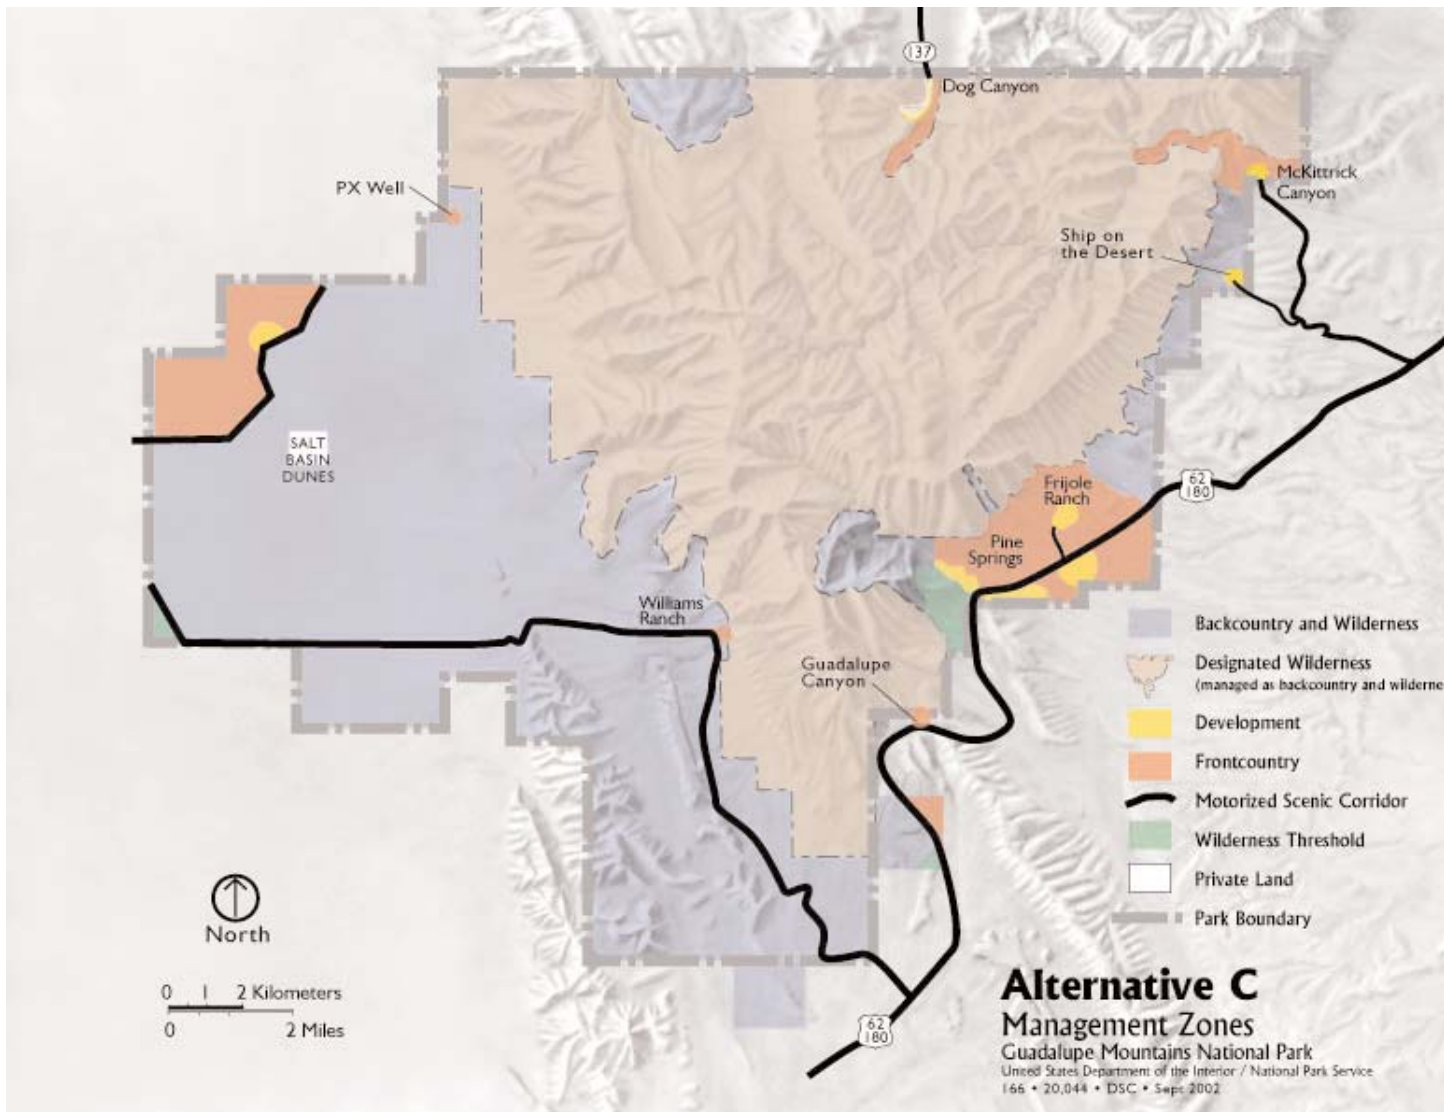 137
Dog Canyon
PX Well
McKittrick
Canyon
Ship on
the Desert
SALT
BASIN
DUNES
Frijole
Ranch
62
180
Pine
Springs
Williams
Ranch
Guadalupe
Canyon
Backcountry and Wilderness
Designated Wilderness
(managed as backcountry and wilderne
Development
Frontcountry
Motorized Scenic Corridor
Wilderness Threshold
Private Land
Park Boundary
North
0 1 2 Kilometers
0 2 Miles
62
180
Alternative C
Management Zones
Guadalupe Mountains National Park
United States Department of the Interior / National Park Service
166 • 20,044 • DSC • Sept 2002